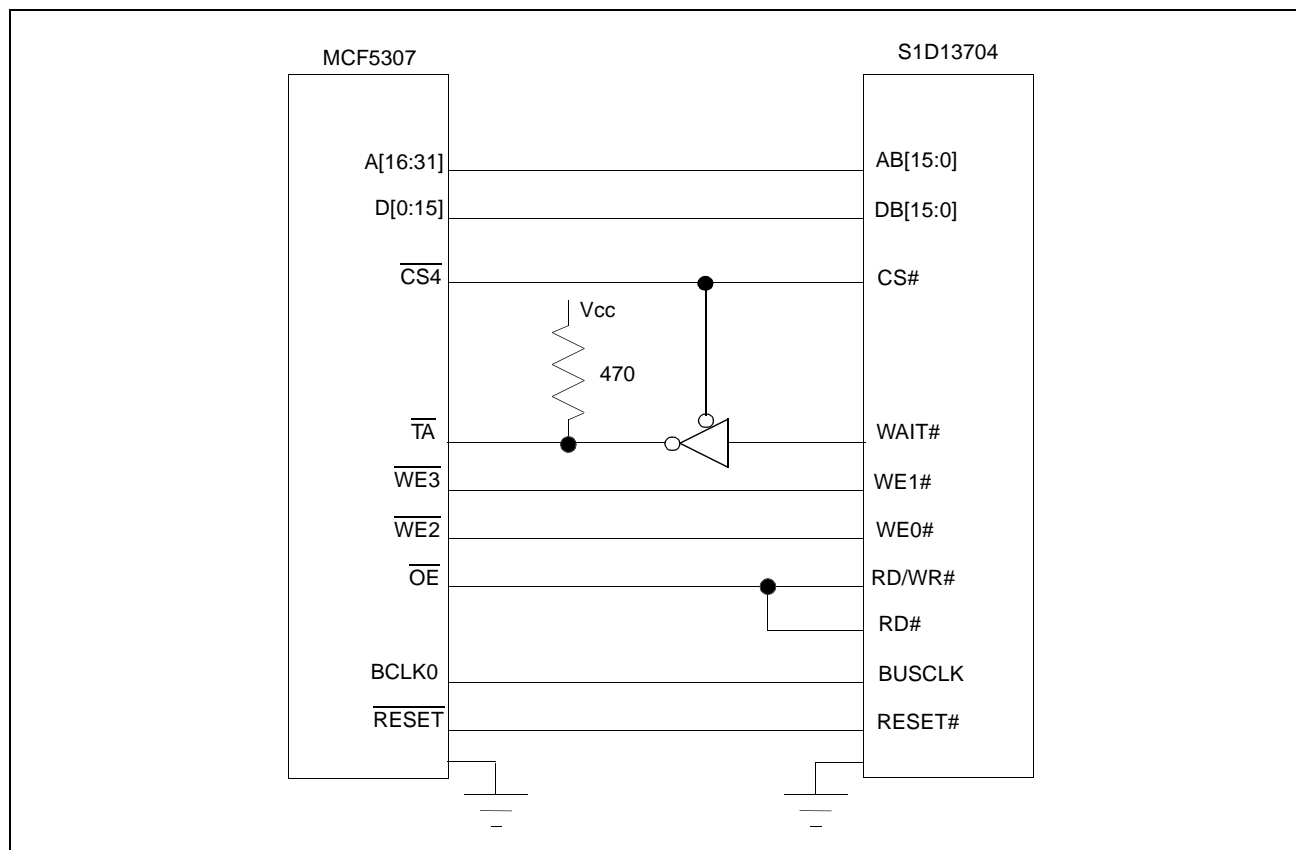 MCF5307
S1D13704
A[16:31]
AB[15:0]
D[0:15]
DB[15:0]
CS4
CS#
Vcc
470
TA
WAIT#
WE3
WE1#
WE2
WE0#
OE
RD/WR#
RD#
BCLK0
BUSCLK
RESET
RESET#